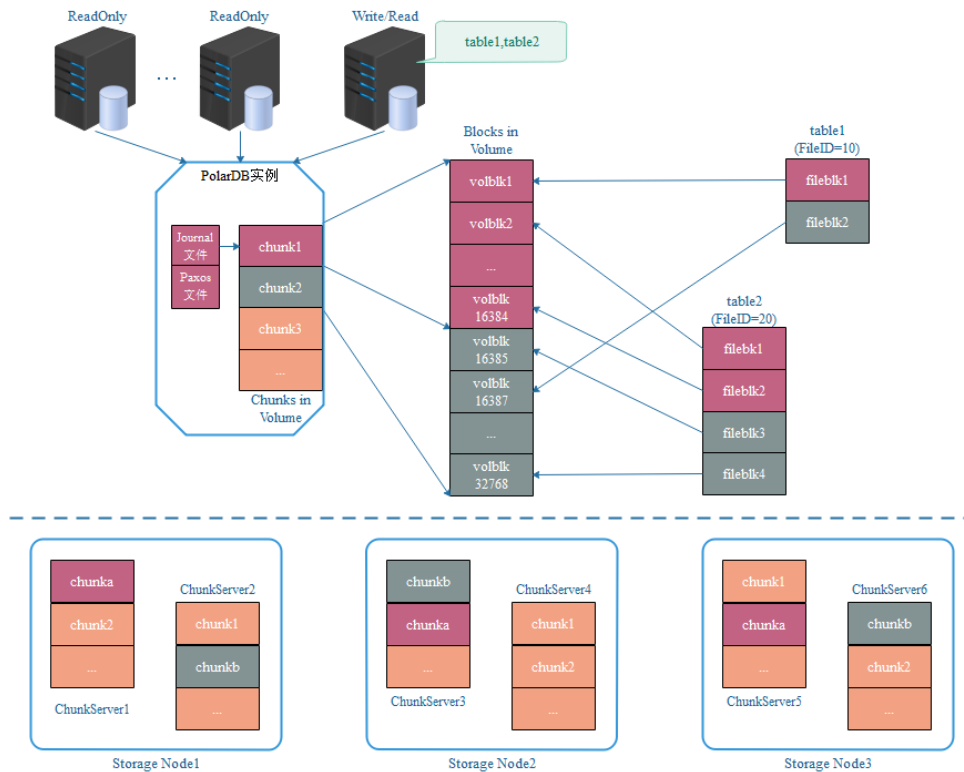 ReadOnly
ReadOnly
Write/Read
table1,table2
...
PolarDB实例
Journal
文件
Paxos
文件
chunk1
chunk2
chunk3
...
Chunks in
Volume
Blocks in
Volume
volblk1
volblk2
...
volblk
16384
volblk
16385
volblk
16387
...
volblk
32768
table1
(FileID=10)
fileblk1
fileblk2
table2
(FileID=20)
filebk1
fileblk2
fileblk3
fileblk4
chunka
chunk2
...
ChunkServer1
ChunkServer2
chunk1
chunkb
...
Storage Node1
chunkb
chunka
...
ChunkServer3
ChunkServer4
chunk1
chunk2
...
Storage Node2
chunk1
chunka
...
ChunkServer5
ChunkServer6
chunkb
chunk2
...
Storage Node3